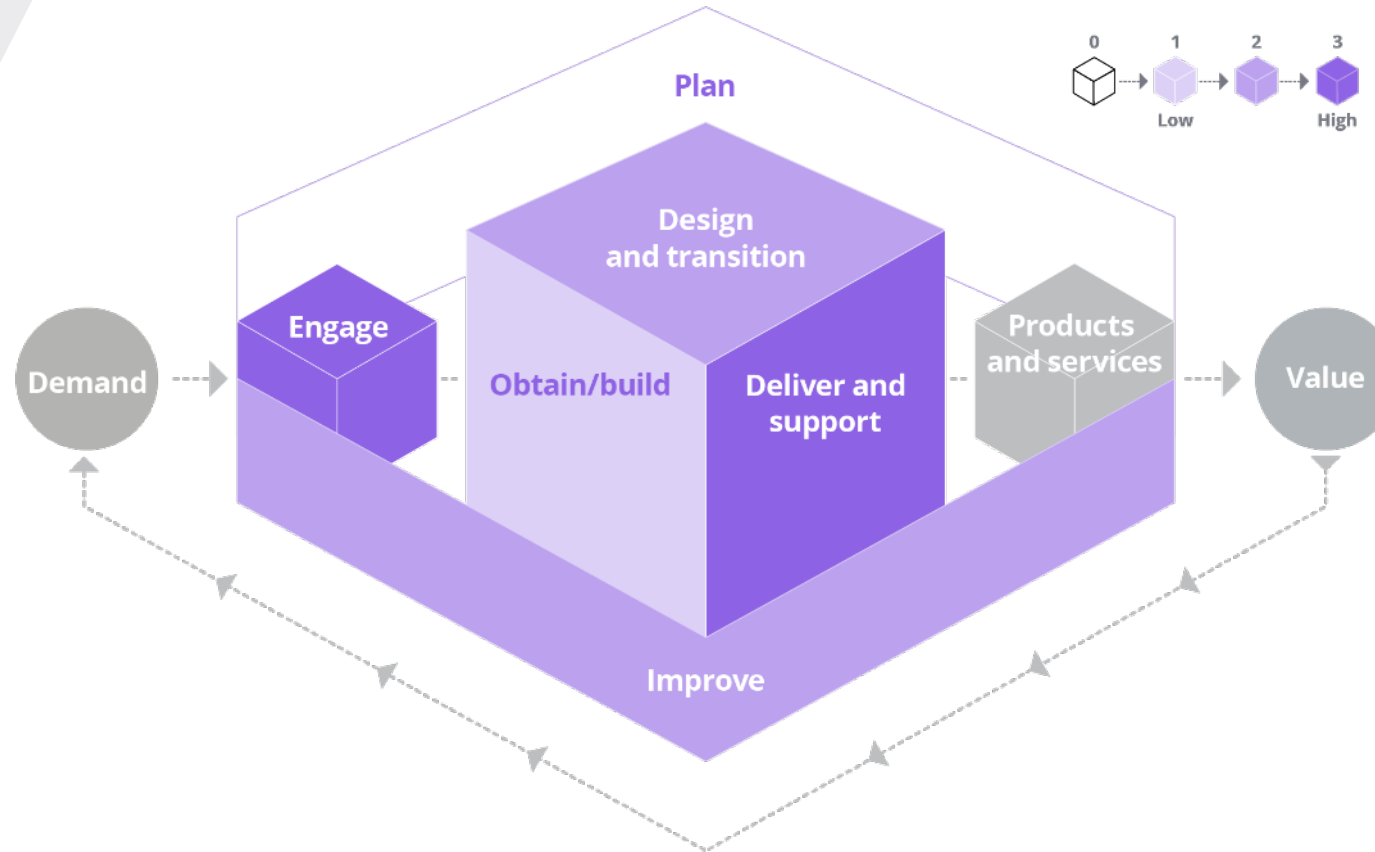 0 1 2 3
Low High
Plan
Design
and transition
Engage
Products
and services
Demand
Obtain/build
Deliver and
support
Value
Improve